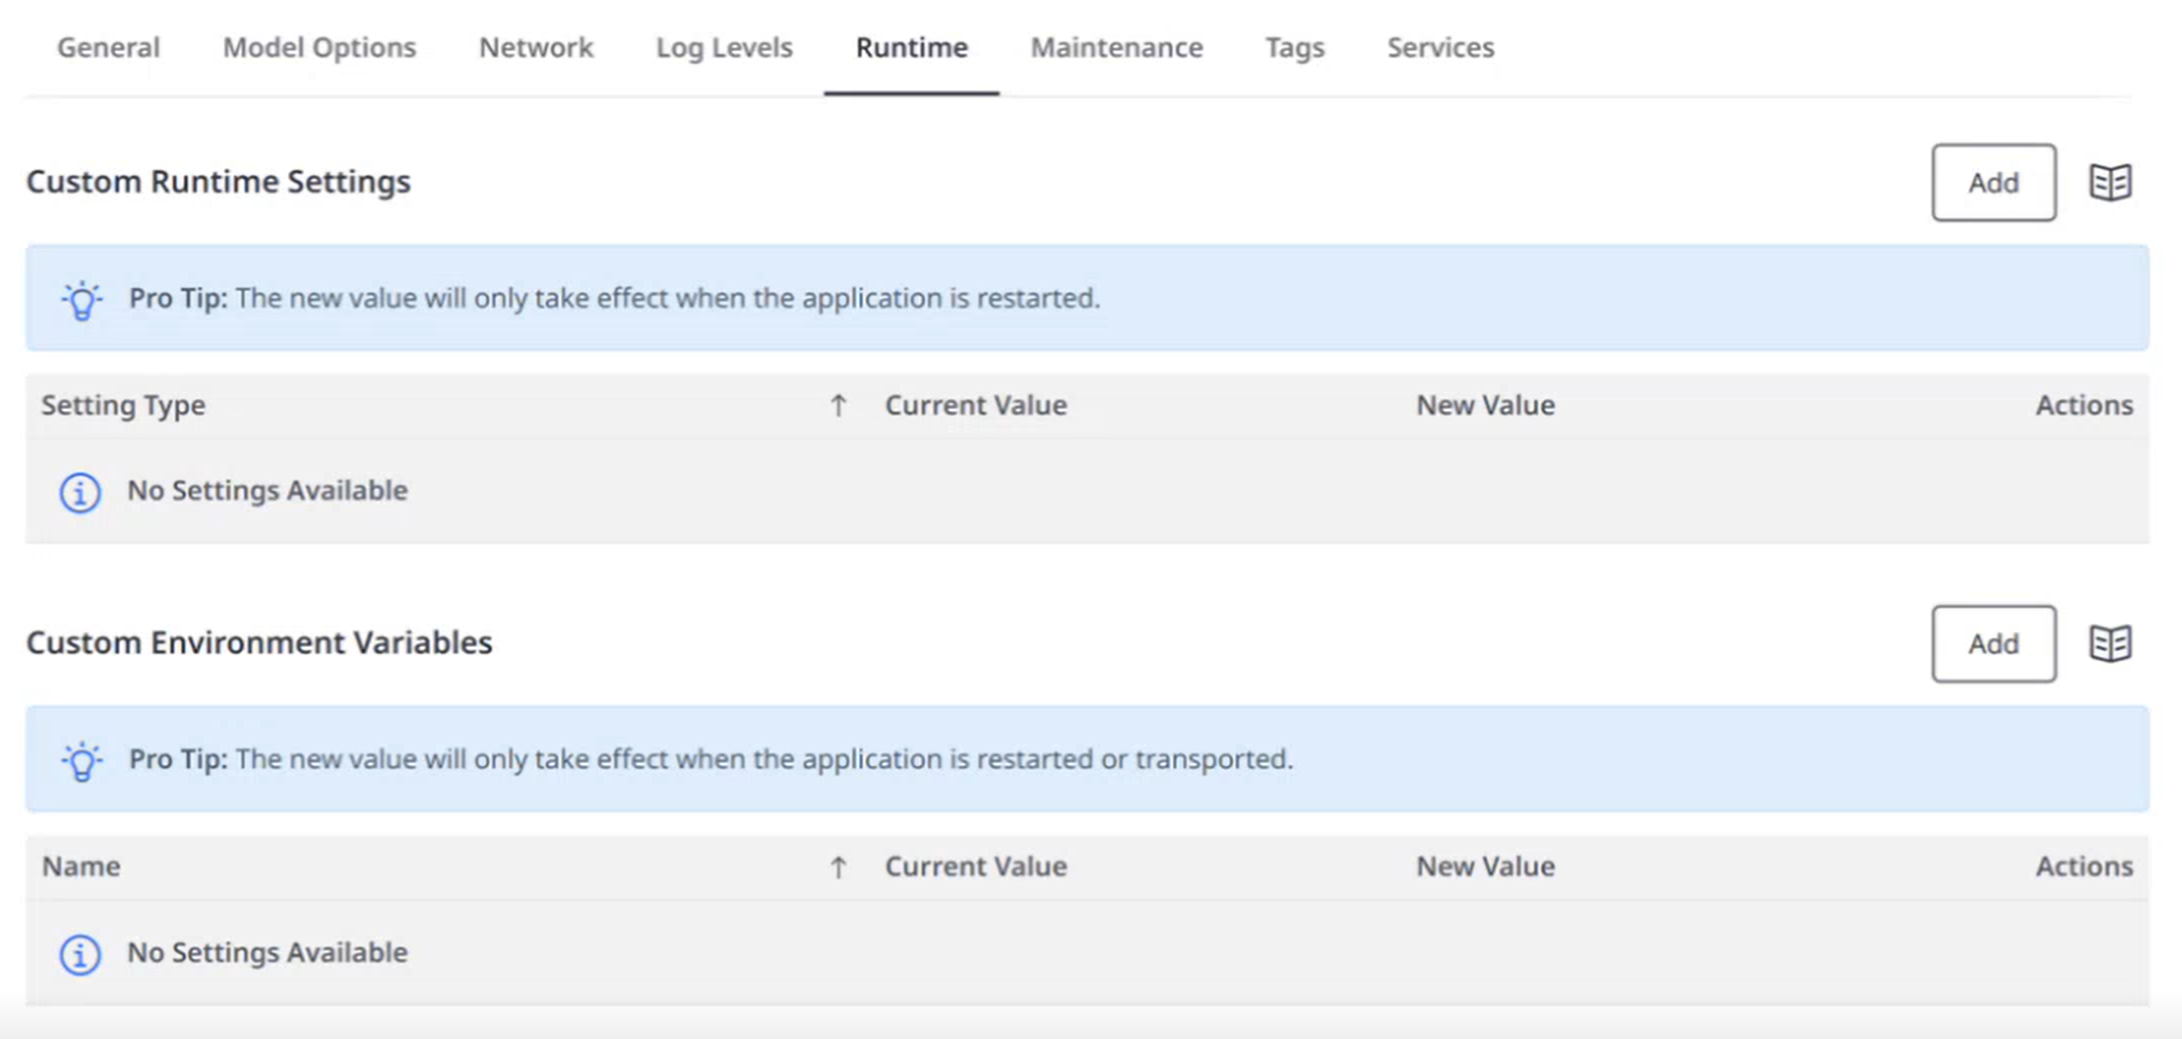 General Model Options Network Log Levels Runtime Maintenance Tags Services
Custom Runtime Settings Add
Pro Tip: The new value will only take effect when the application is restarted.
Setting Type ↑ Current Value New Value Actions
No Settings Available
Custom Environment Variables Add
Pro Tip: The new value will only take effect when the application is restarted or transported.
Name ↑ Current Value New Value Actions
No Settings Available